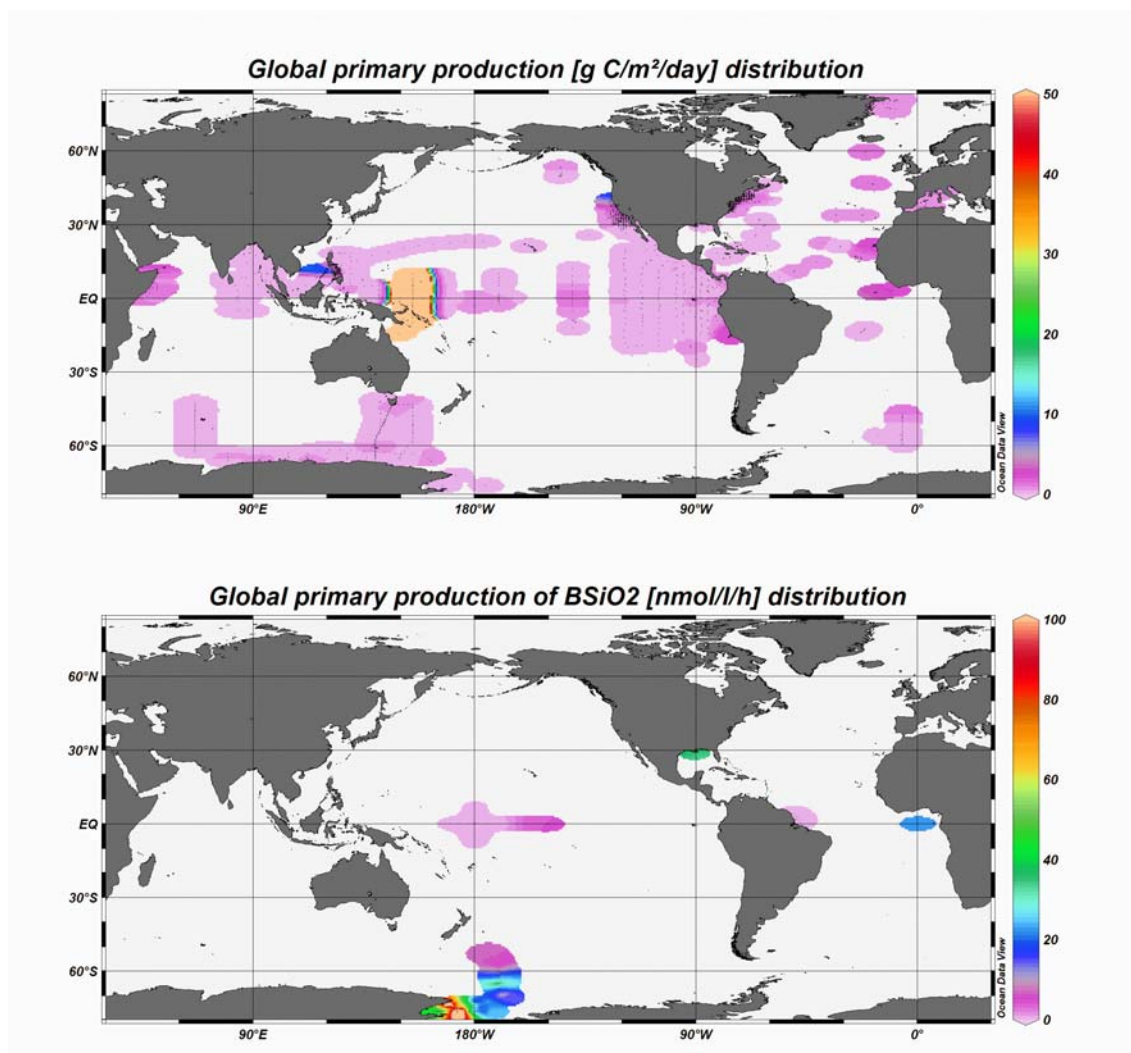 Global primary production [g C/m²/day] distribution
50
60°N
40
30°N
30
EQ
20
30°S
10
60°S
0
Ocean Data View
90°E
180°W
90°W
0°
Global primary production of BSiO2 [nmol/l/h] distribution
100
60°N
80
30°N
60
EQ
40
30°S
20
60°S
0
Ocean Data View
90°E
180°W
90°W
0°